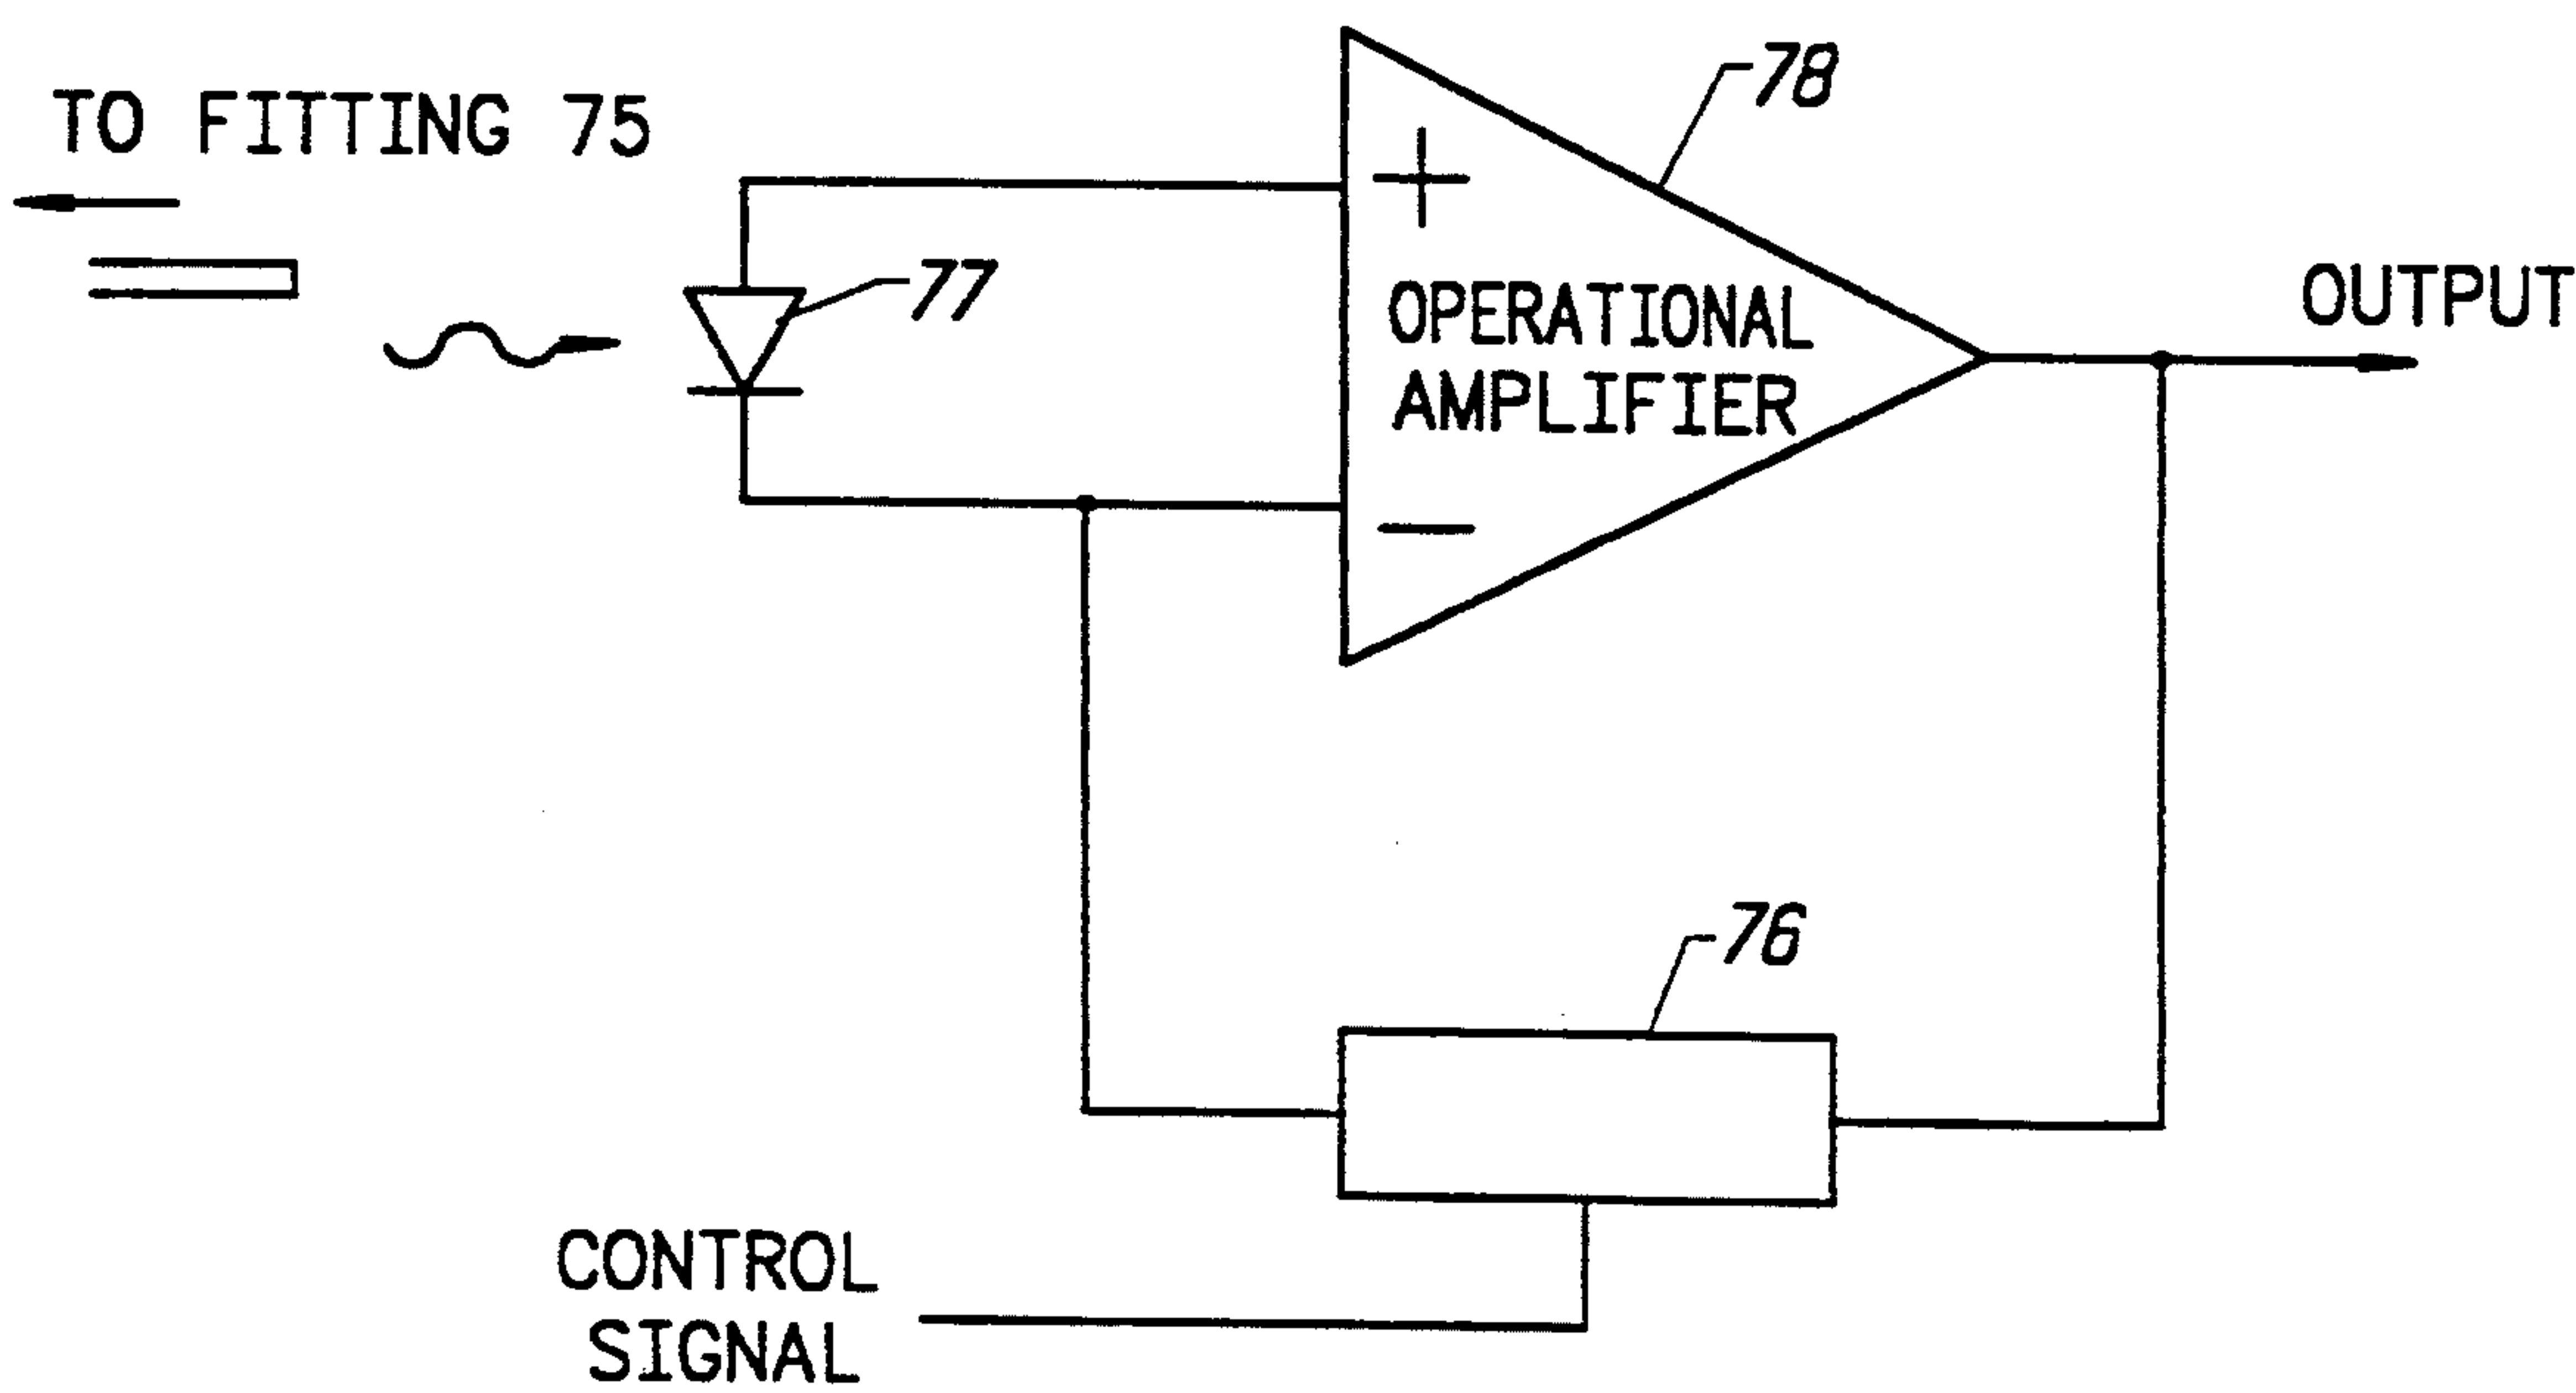 TO FITTING 75
78
77
+
OPERATIONAL
AMPLIFIER
−
OUTPUT
76
CONTROL
SIGNAL